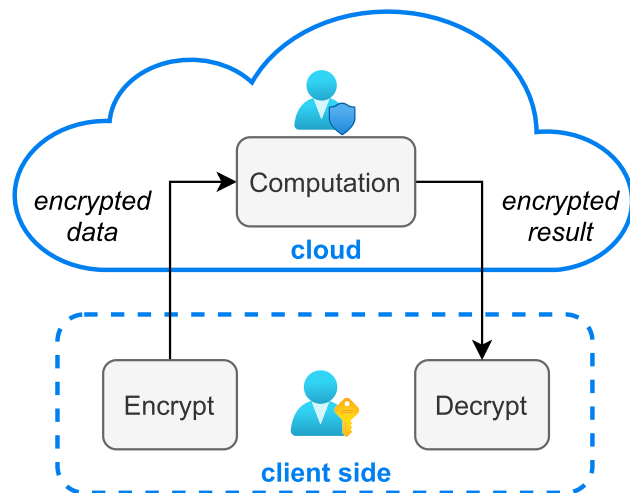 Computation
encrypted
data
encrypted
result
cloud
Encrypt
Decrypt
client side